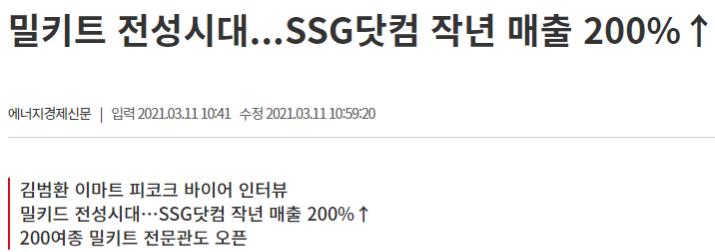 밀키트 전성시대...SSG닷컴 작년 매출 200%↑
에너지경제신문 | 입력 2021.03.11 10:41 수정 2021.03.11 10:59:20
김범환 이마트 피코크 바이어 인터뷰
밀키드 전성시대…SSG닷컴 작년 매출 200%↑
200여종 밀키트 전문관도 오픈